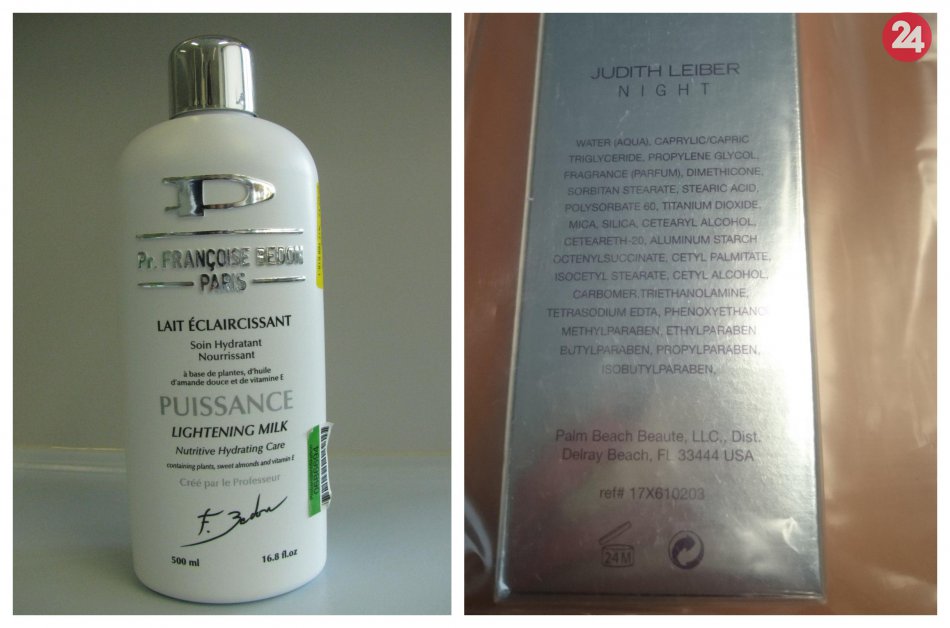 Pr. FRANÇOISE BEDON
PARIS
LAIT ÉCLAIRCISSANT
Soin Hydratant
Nourrissant
à base de plantes, d'huile
d'amande douce et de vitamine E
PUISSANCE
LIGHTENING MILK
Nutritive Hydrating Care
containing plants, sweet almonds and vitamin E
Créé par le Professeur
F. Bedon
500 ml 16.8 fl.oz
24
JUDITH LEIBER
NIGHT
WATER (AQUA), CAPRYLIC/CAPRIC
TRIGLYCERIDE, PROPYLENE GLYCOL,
FRAGRANCE (PARFUM), DIMETHICONE,
SORBITAN STEARATE, STEARIC ACID,
POLYSORBATE 60, TITANIUM DIOXIDE,
MICA, SILICA, CETEARYL ALCOHOL,
CETEARETH-20, ALUMINUM STARCH
OCTENYLSUCCINATE, CETYL PALMITATE,
ISOCETYL STEARATE, CETYL ALCOHOL,
CARBOMER,TRIETHANOLAMINE,
TETRASODIUM EDTA, PHENOXYETHANO
METHYLPARABEN, ETHYLPARABEN
BUTYLPARABEN, PROPYLPARABEN,
ISOBUTYLPARABEN,
Palm Beach Beaute, LLC., Dist.
Delray Beach, Fl 33444 USA
ref# 17X610203
24M